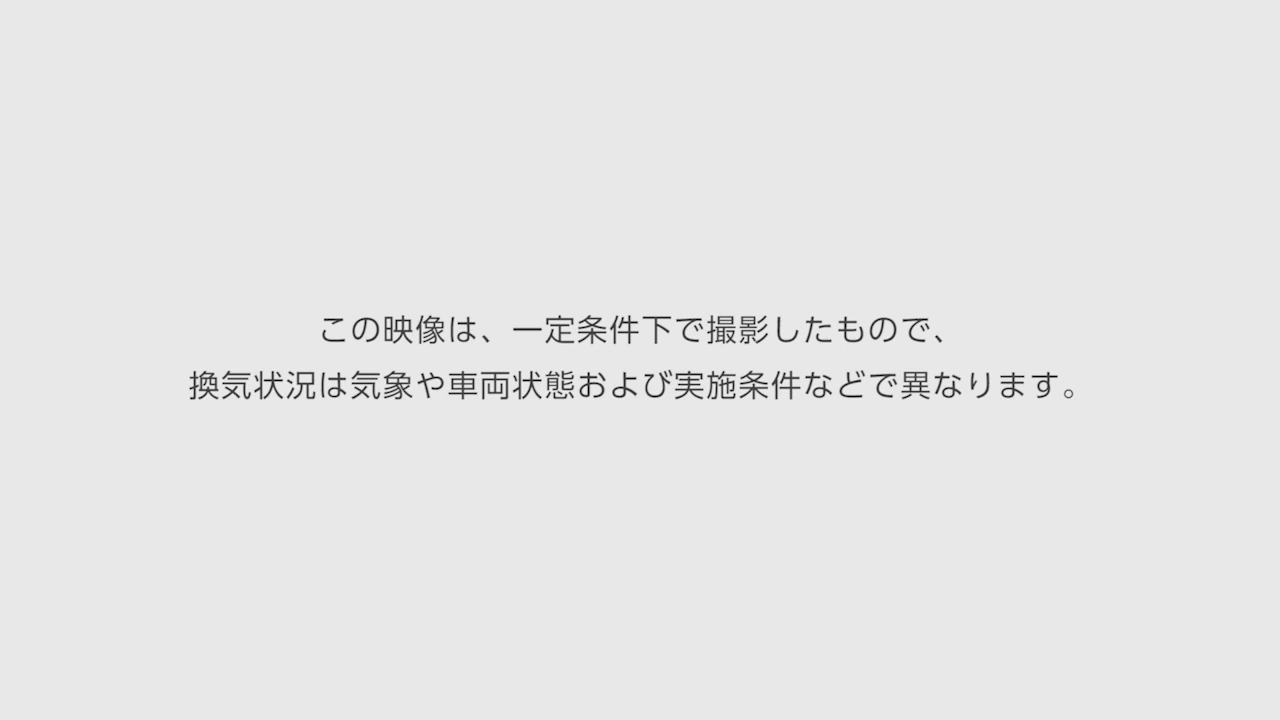 この映像は、一定条件下で撮影したもので、
換気状況は気象や車両状態および実施条件などで異なります。